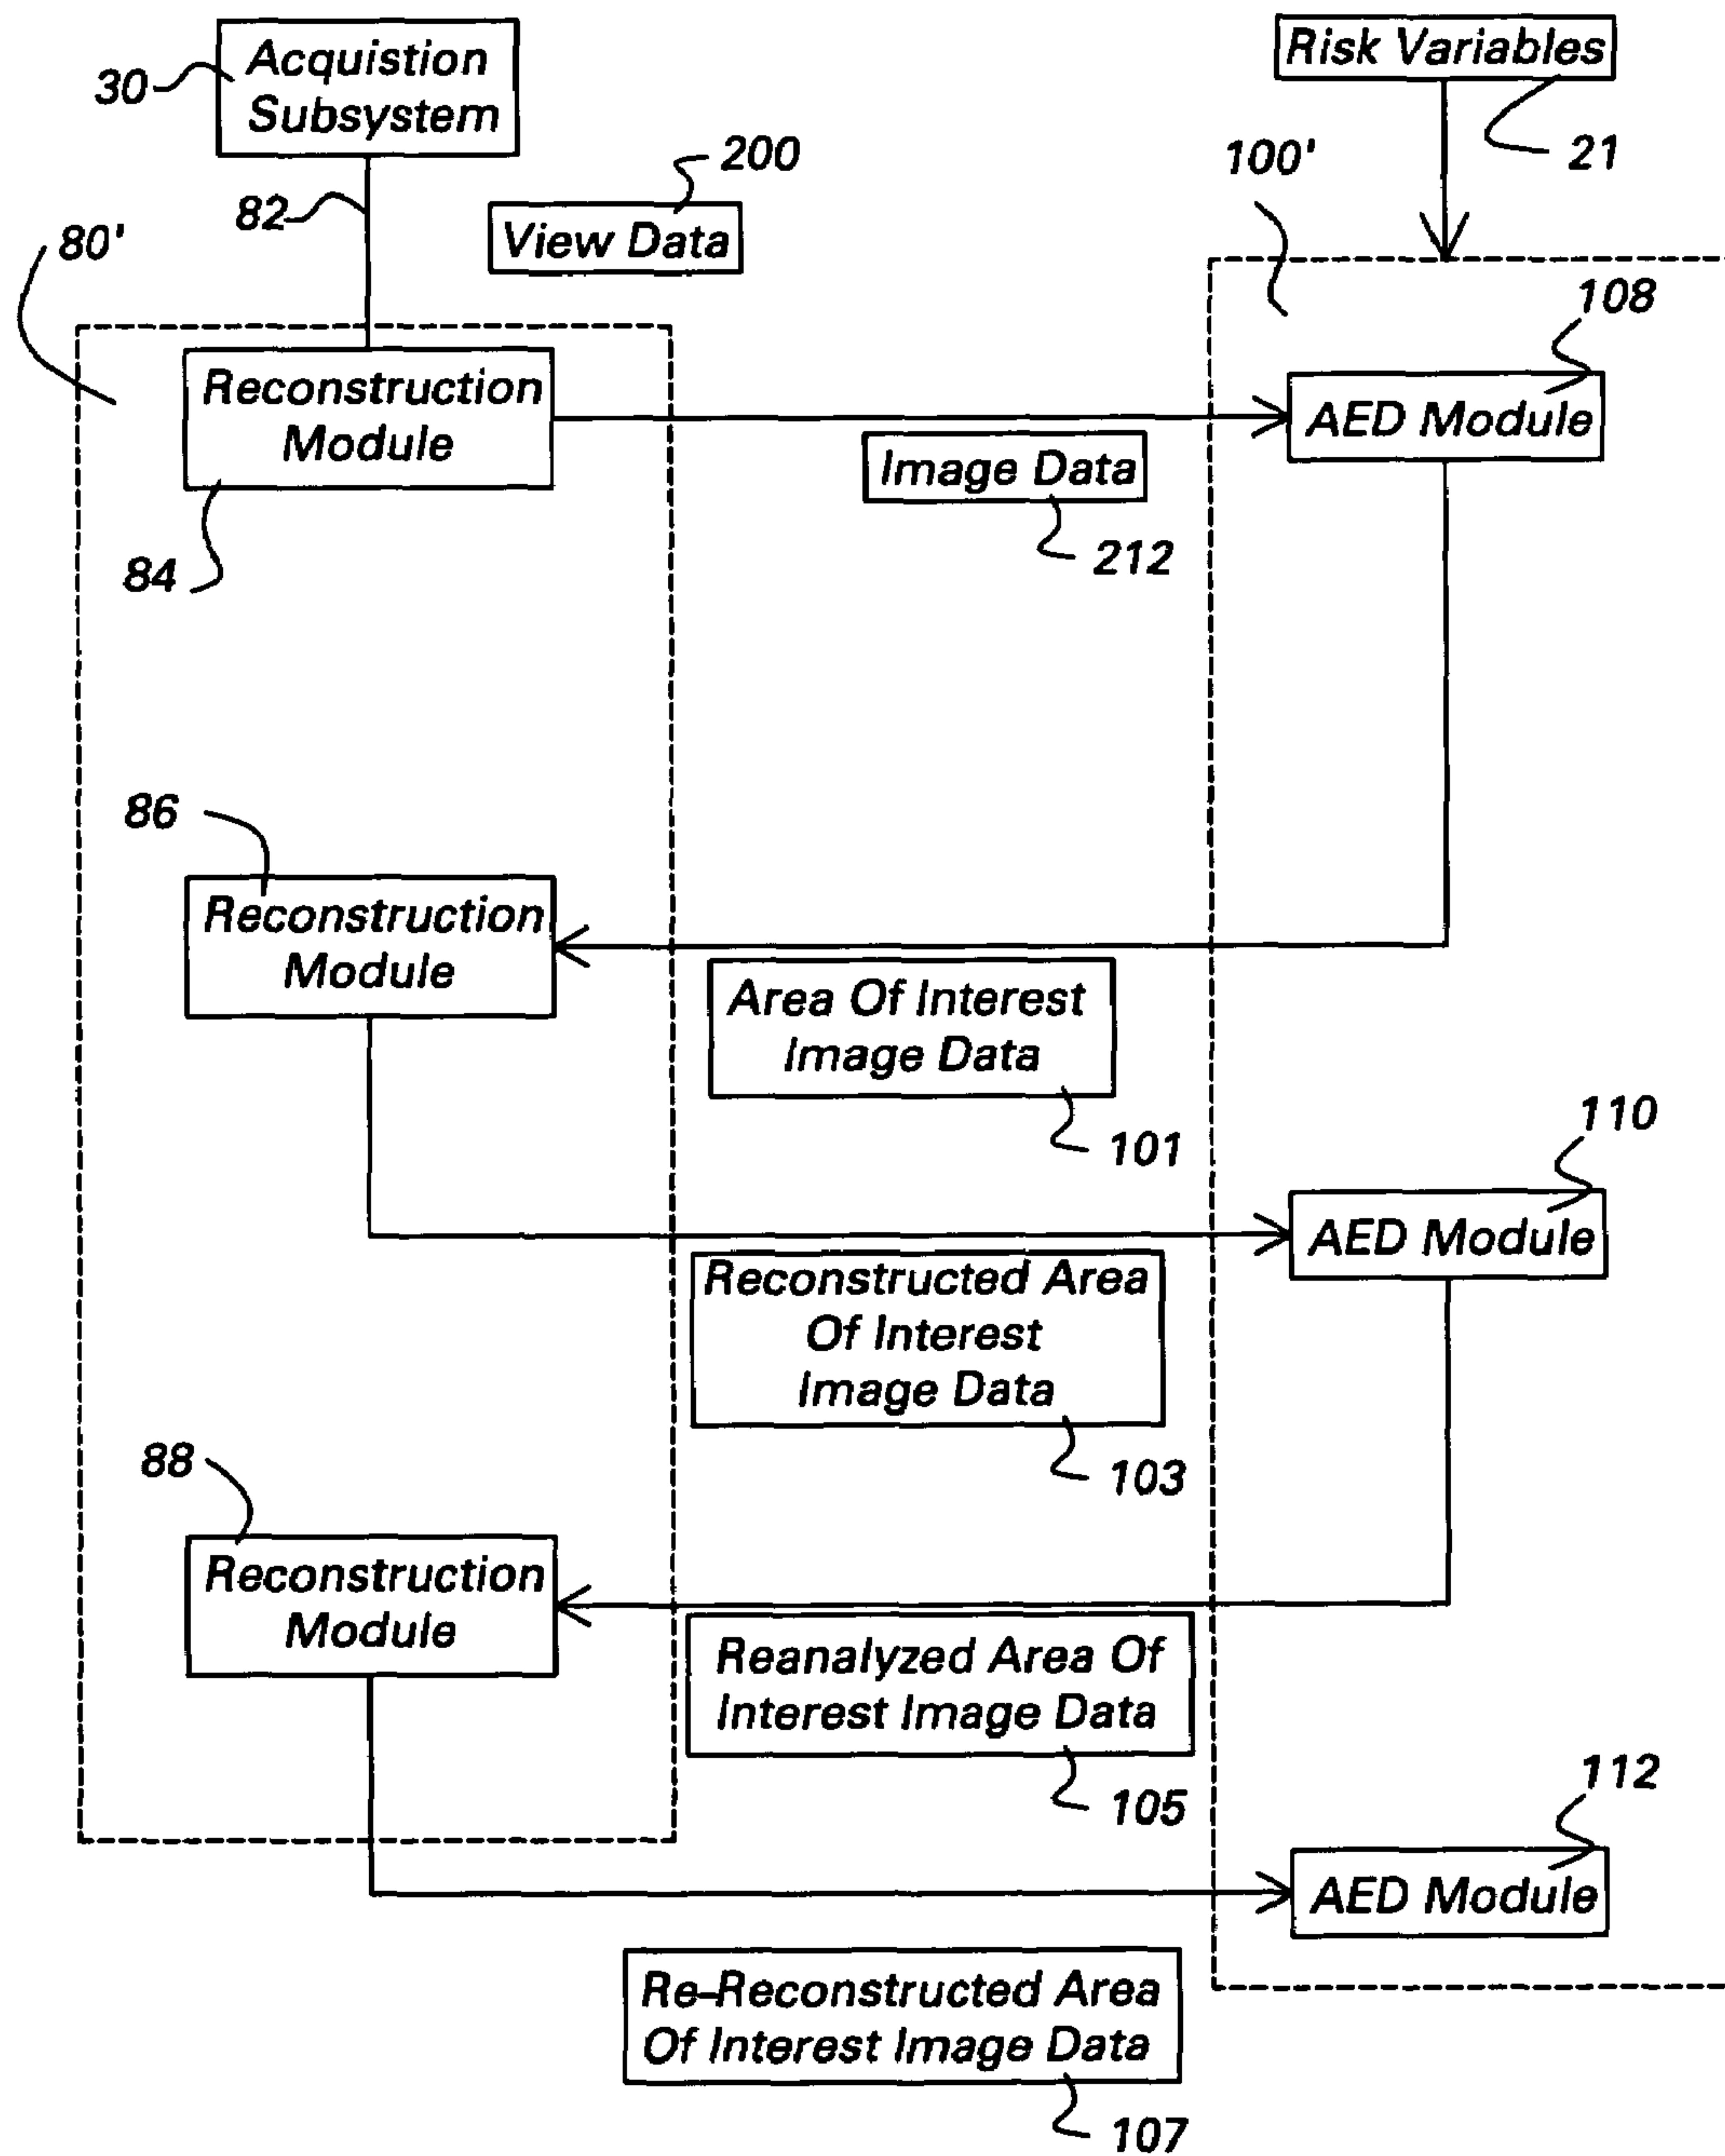 Acquistion
Subsystem
30
Risk Variables
21
200
100'
82
View Data
80'
108
Reconstruction
Module
AED Module
Image Data
84
212
86
Reconstruction
Module
Area Of Interest
Image Data
101
110
AED Module
Reconstructed Area
Of Interest
Image Data
88
103
Reconstruction
Module
Reanalyzed Area Of
Interest Image Data
105
112
AED Module
Re-Reconstructed Area
Of Interest Image Data
107